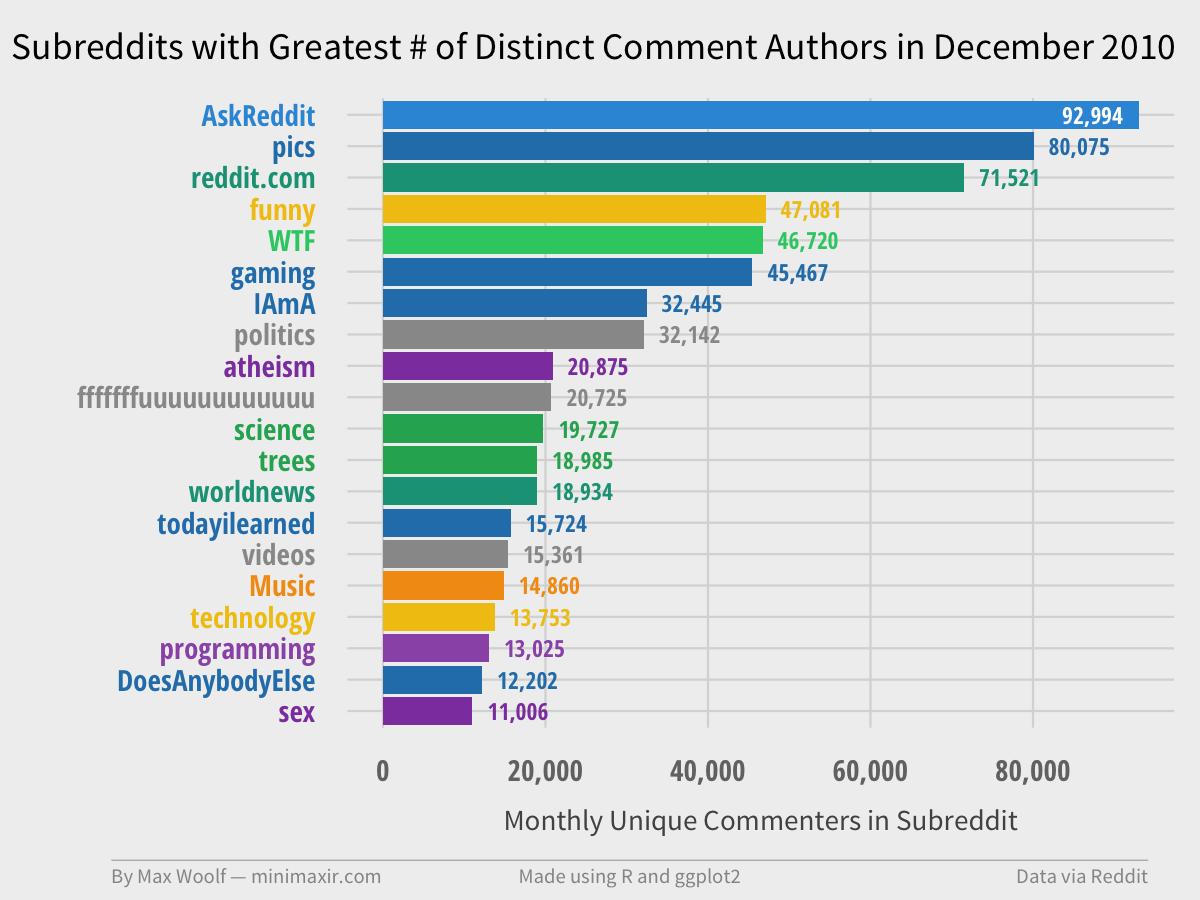 Subreddits with Greatest # of Distinct Comment Authors in December 2010
AskReddit 92,994
pics 80,075
reddit.com 71,521
funny 47,081
WTF 46,720
gaming 45,467
IAmA 32,445
politics 32,142
atheism 20,875
fffffffuuuuuuuuuuuu 20,725
science 19,727
trees 18,985
worldnews 18,934
todayilearned 15,724
videos 15,361
Music 14,860
technology 13,753
programming 13,025
DoesAnybodyElse 12,202
sex 11,006
0 20,000 40,000 60,000 80,000
Monthly Unique Commenters in Subreddit
By Max Woolf — minimaxir.com Made using R and ggplot2 Data via Reddit